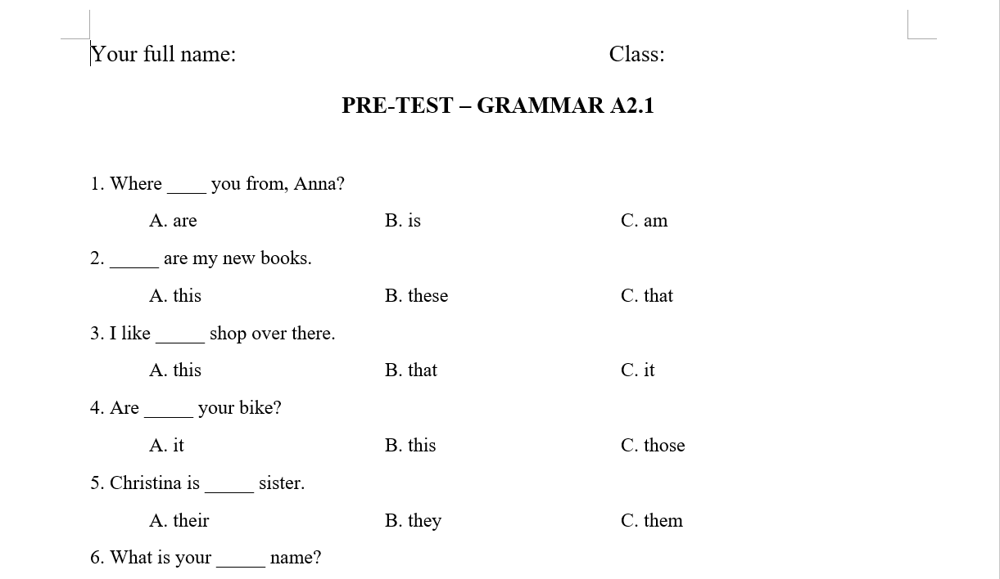 Your full name: Class:
PRE-TEST – GRAMMAR A2.1
1. Where ____ you from, Anna?
A. are B. is C. am
2. _____ are my new books.
A. this B. these C. that
3. I like _____ shop over there.
A. this B. that C. it
4. Are _____ your bike?
A. it B. this C. those
5. Christina is _____ sister.
A. their B. they C. them
6. What is your _____ name?